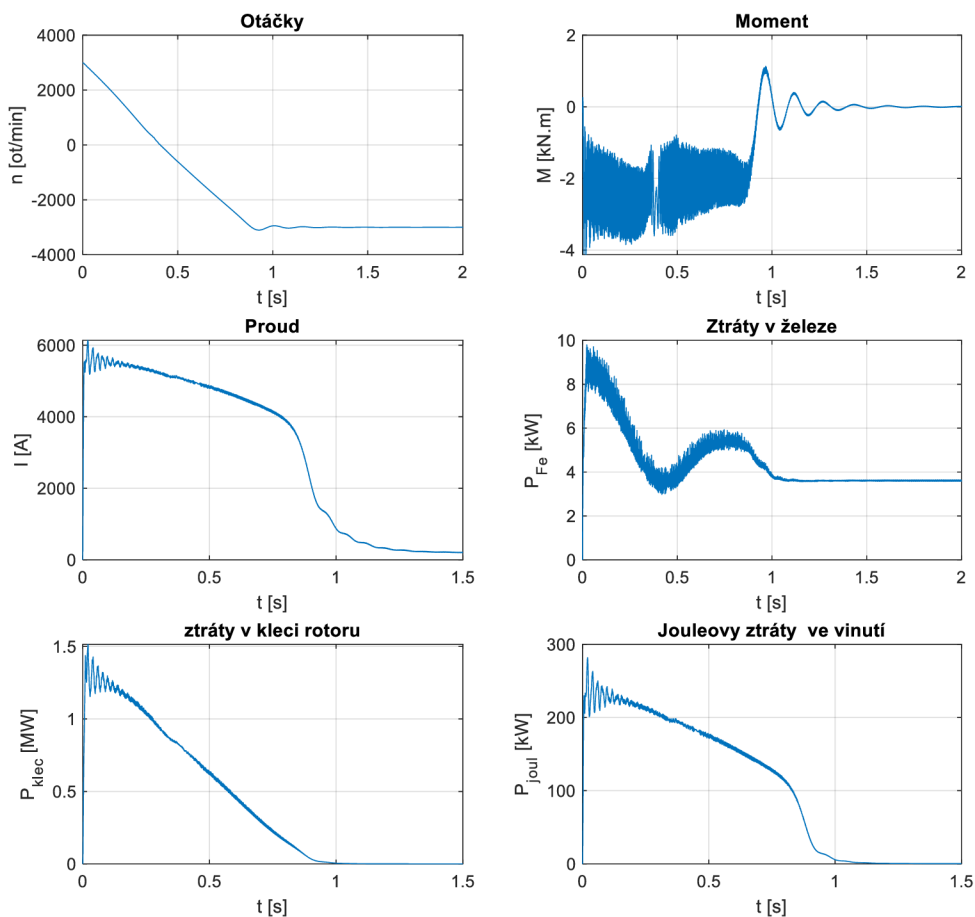 Otáčky
4000
2000
0
-2000
-4000
n [ot/min]
0 0.5 1 1.5 2
t [s]
Moment
2
0
-2
-4
M [kN.m]
0 0.5 1 1.5 2
t [s]
Proud
6000
4000
2000
0
I [A]
0 0.5 1 1.5
t [s]
Ztráty v železe
10
8
6
4
2
0
P_Fe [kW]
0 0.5 1 1.5 2
t [s]
ztráty v kleci rotoru
1.5
1
0.5
0
P_klec [MW]
0 0.5 1 1.5
t [s]
Jouleovy ztráty ve vinutí
300
200
100
0
P_joul [kW]
0 0.5 1 1.5
t [s]